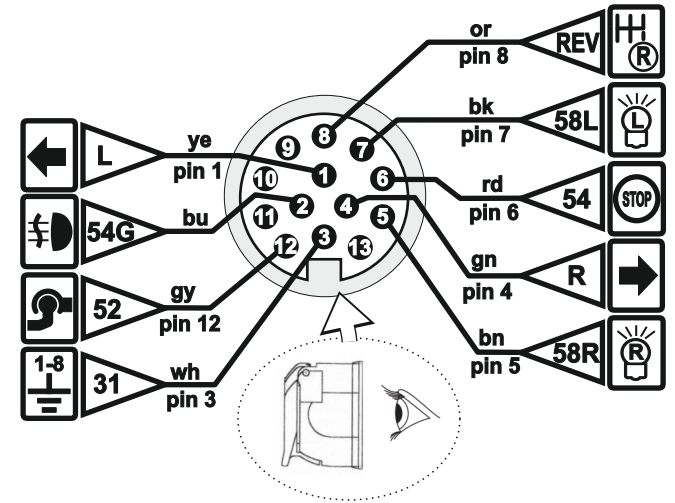 or
REV
R
pin 8
bk
58L
L
pin 7
ye
L
pin 1
rd
54
STOP
pin 6
bu
54G
gn
R
pin 4
gy
52
pin 12
bn
58R
R
pin 5
1-8
wh
31
pin 3
8
9
7
1
10
6
2
4
11
5
3
12
13